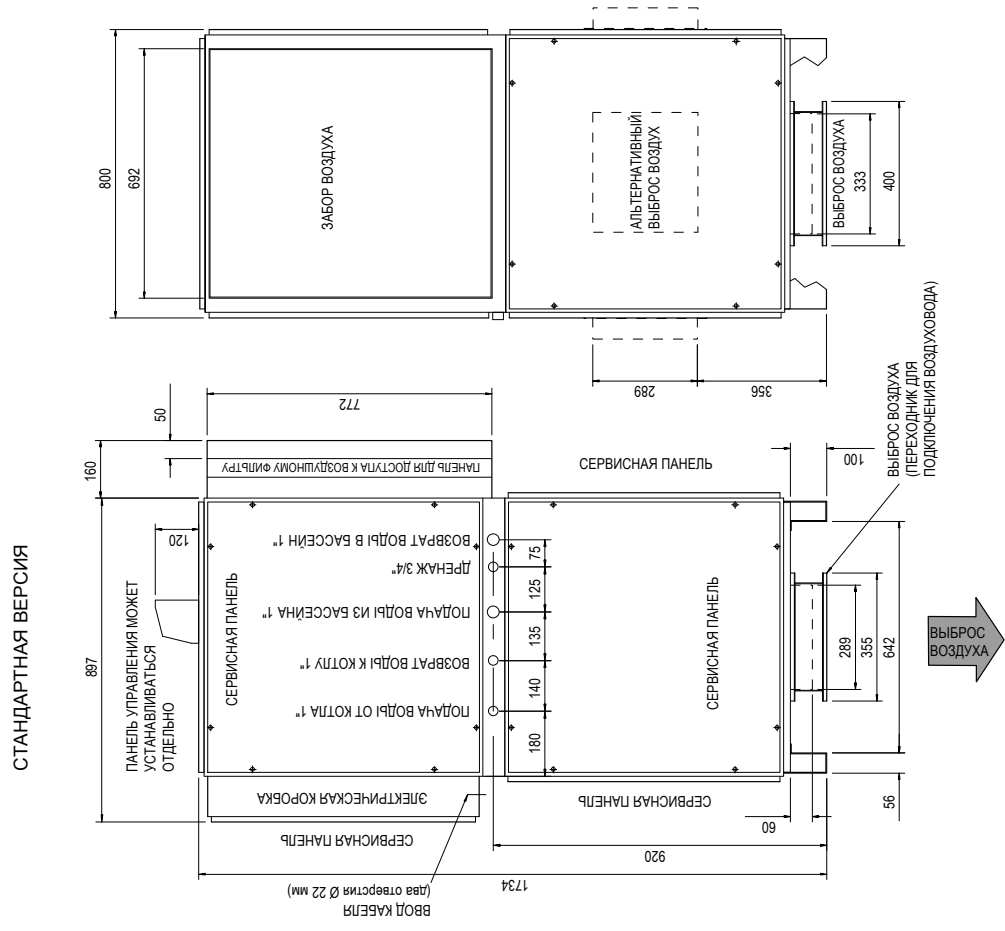 СТАНДАРТНАЯ ВЕРСИЯ
800
692
ЗАБОР ВОЗДУХА
АЛЬТЕРНАТИВНЫЙ
ВЫБРОС ВОЗДУХ
ВЫБРОС ВОЗДУХА
333
400
289
356
772
50
160
897
120
ПАНЕЛЬ УПРАВЛЕНИЯ МОЖЕТ
УСТАНАВЛИВАТЬСЯ
ОТДЕЛЬНО
ПАНЕЛЬ ДЛЯ ДОСТУПА К ВОЗДУШНОМУ ФИЛЬТРУ
СЕРВИСНАЯ ПАНЕЛЬ
ВОЗВРАТ ВОДЫ В БАССЕЙН 1"
ДРЕНАЖ 3/4"
ПОДАЧА ВОДЫ ИЗ БАССЕЙНА 1"
ВОЗВРАТ ВОДЫ К КОТЛУ 1"
ПОДАЧА ВОДЫ ОТ КОТЛА 1"
75
125
135
140
180
СЕРВИСНАЯ ПАНЕЛЬ
СЕРВИСНАЯ ПАНЕЛЬ
100
ВЫБРОС ВОЗДУХА
(ПЕРЕХОДНИК ДЛЯ
ПОДКЛЮЧЕНИЯ ВОЗДУХОВОДА)
289
355
642
ВЫБРОС
ВОЗДУХА
56
60
ЭЛЕКТРИЧЕСКАЯ КОРОБКА
СЕРВИСНАЯ ПАНЕЛЬ
СЕРВИСНАЯ ПАНЕЛЬ
920
1734
ВВОД КАБЕЛЯ
(два отверстия Ø 22 мм)